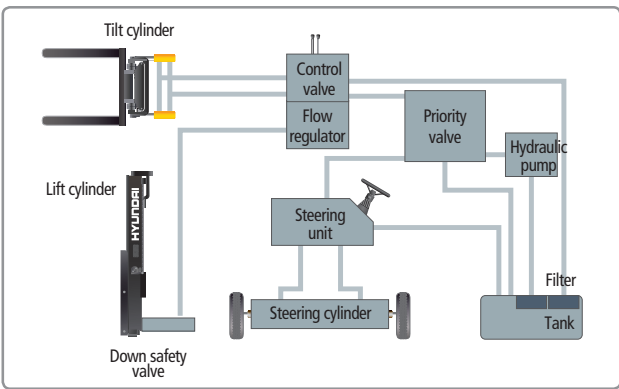 Tilt cylinder
Control
valve
Flow
regulator
Priority
valve
Hydraulic
pump
Lift cylinder
HYUNDAI
Steering
unit
Filter
Steering cylinder
Tank
Down safety
valve